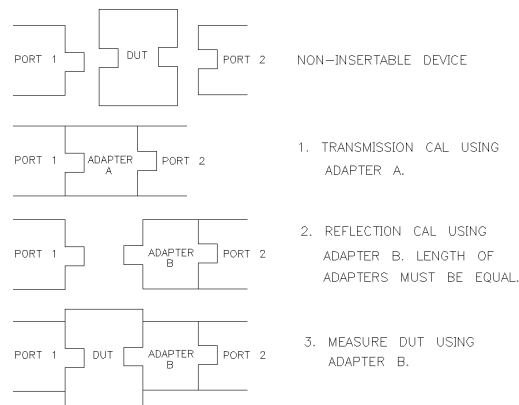 PORT 1 DUT PORT 2 NON-INSERTABLE DEVICE
PORT 1 ADAPTER A PORT 2
1. TRANSMISSION CAL USING
ADAPTER A.
PORT 1 ADAPTER B PORT 2
2. REFLECTION CAL USING
ADAPTER B. LENGTH OF
ADAPTERS MUST BE EQUAL.
PORT 1 DUT ADAPTER B PORT 2
3. MEASURE DUT USING
ADAPTER B.